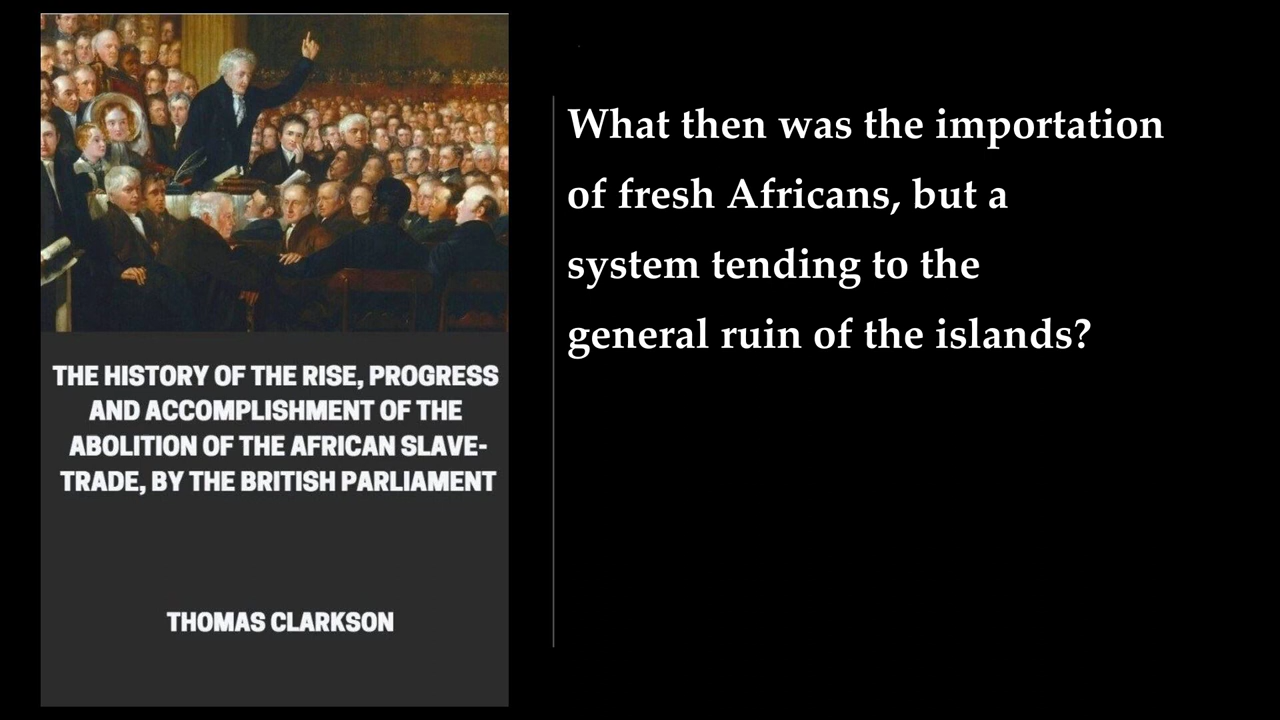 THE HISTORY OF THE RISE, PROGRESS
AND ACCOMPLISHMENT OF THE
ABOLITION OF THE AFRICAN SLAVE-
TRADE, BY THE BRITISH PARLIAMENT
THOMAS CLARKSON
What then was the importation
of fresh Africans, but a
system tending to the
general ruin of the islands?